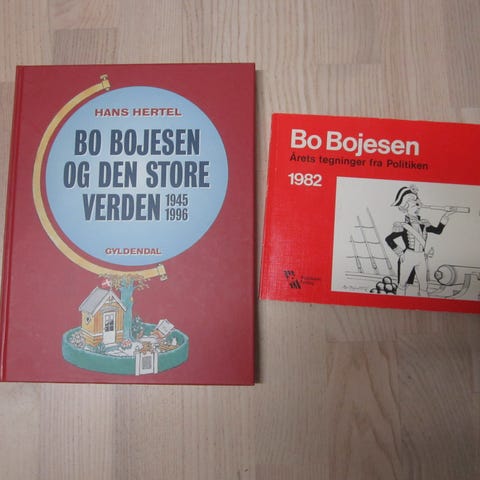 HANS HERTEL
BO BOJESEN
OG DEN STORE
VERDEN 1945 1996
GYLDENDAL
Bo Bojesen
Årets tegninger fra Politiken
1982